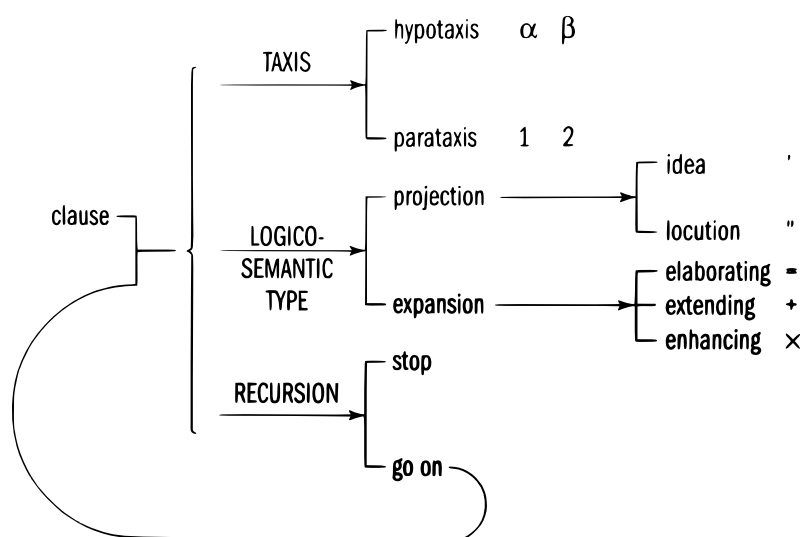 hypotaxis α β
TAXIS
parataxis 1 2
idea '
projection
clause
locution "
LOGICO-
SEMANTIC
TYPE
elaborating =
expansion
extending +
enhancing ×
stop
RECURSION
go on